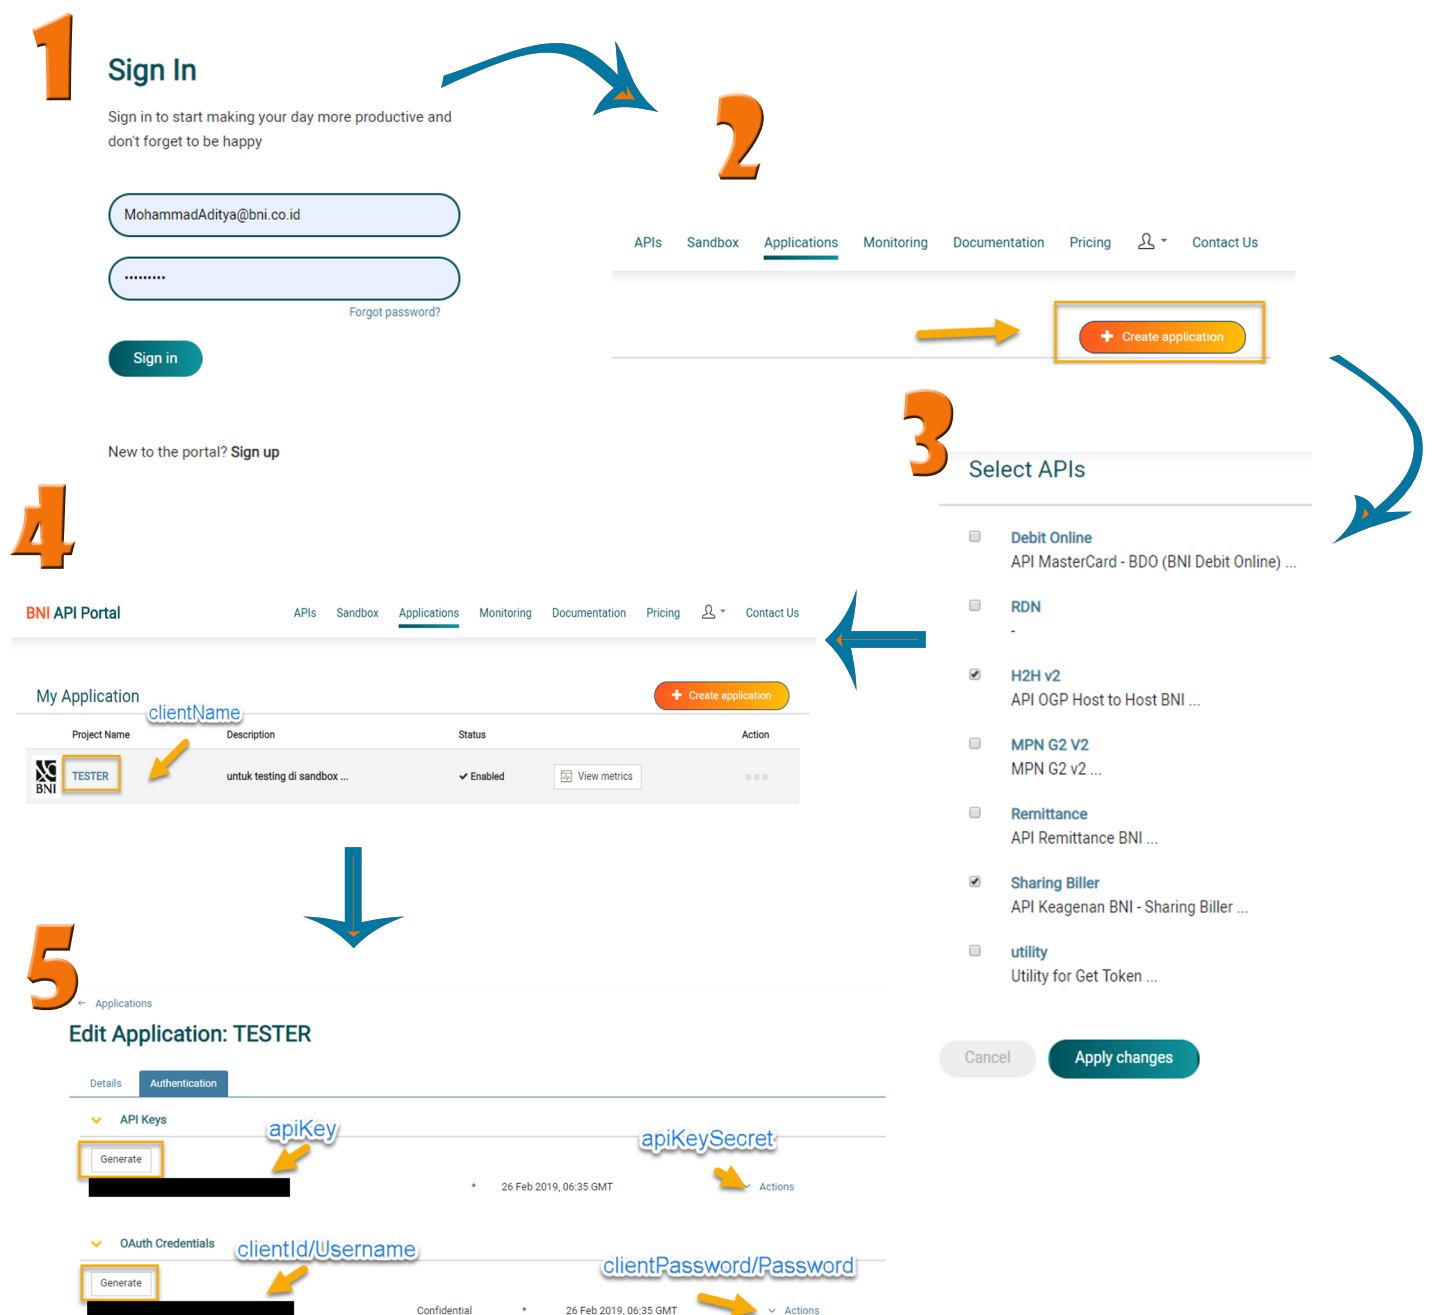 1
Sign In
Sign in to start making your day more productive and
don't forget to be happy
MohammadAditya@bni.co.id
•••••••••
Forgot password?
Sign in
New to the portal? Sign up
2
APIs Sandbox Applications Monitoring Documentation Pricing Contact Us
+ Create application
3
Select APIs
Debit Online
API MasterCard - BDO (BNI Debit Online) ...
RDN
-
H2H v2
API OGP Host to Host BNI ...
MPN G2 V2
MPN G2 v2 ...
Remittance
API Remittance BNI ...
Sharing Biller
API Keagenan BNI - Sharing Biller ...
utility
Utility for Get Token ...
Cancel Apply changes
4
BNI API Portal APIs Sandbox Applications Monitoring Documentation Pricing Contact Us
My Application + Create application
clientName
Project Name Description Status Action
BNI TESTER untuk testing di sandbox ... ✔ Enabled View metrics
5
← Applications
Edit Application: TESTER
Details Authentication
API Keys
apiKey apiKeySecret
Generate
* 26 Feb 2019, 06:35 GMT Actions
OAuth Credentials
clientId/Username clientPassword/Password
Generate
Confidential * 26 Feb 2019, 06:35 GMT Actions